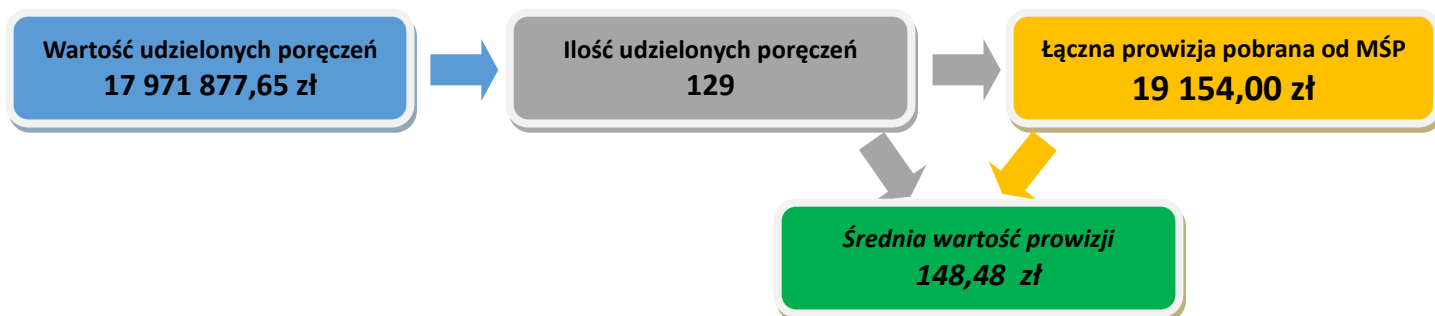 Wartość udzielonych poręczeń
17 971 877,65 zł
Ilość udzielonych poręczeń
129
Łączna prowizja pobrana od MŚP
19 154,00 zł
Średnia wartość prowizji
148,48 zł